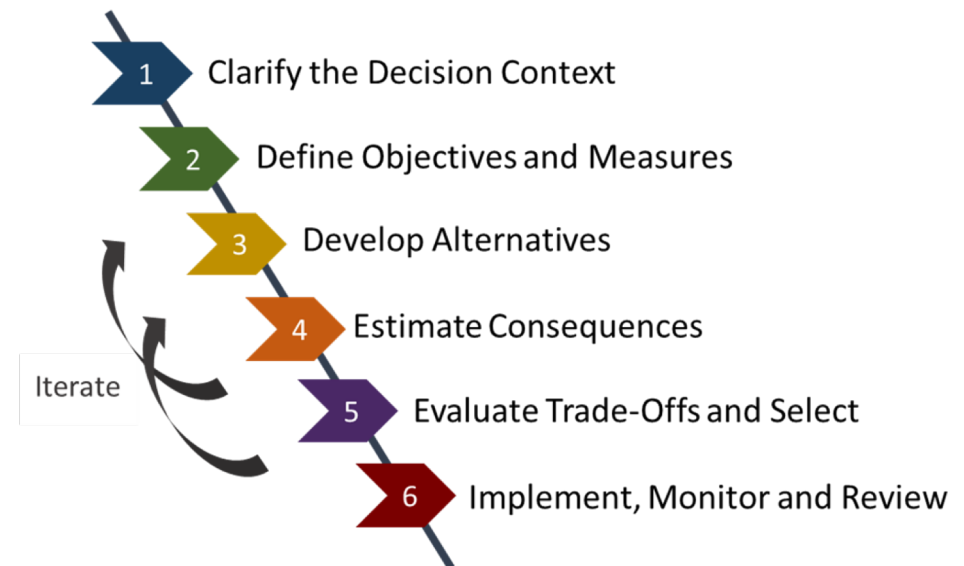 1 Clarify the Decision Context
2 Define Objectives and Measures
3 Develop Alternatives
4 Estimate Consequences
Iterate
5 Evaluate Trade-Offs and Select
6 Implement, Monitor and Review